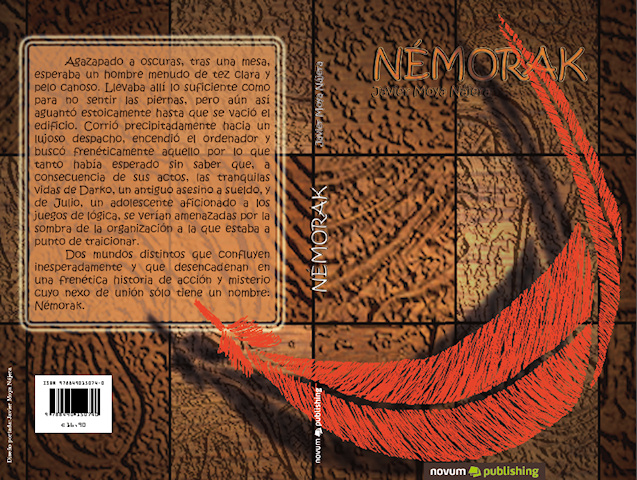 Agazapado a oscuras, tras una mesa,
esperaba un hombre menudo de tez clara y
pelo canoso. Llevaba allí lo suficiente como
para no sentir las piernas, pero aún así
aguantó estoicamente hasta que se vació el
edificio. Corrió precipitadamente hacia un
lujoso despacho, encendió el ordenador y
buscó frenéticamente aquello por lo que
tanto había esperado sin saber que, a
consecuencia de sus actos, las tranquilas
vidas de Darko, un antiguo asesino a sueldo, y
de Julio, un adolescente aficionado a los
juegos de lógica, se verían amenazadas por la
sombra de la organización a la que estaba a
punto de traicionar.
Dos mundos distintos que confluyen
inesperadamente y que desencadenan en
una frenética historia de acción y misterio
cuyo nexo de unión sólo tiene un nombre:
Némorak.
Diseño portada: Javier Moya Nájera
ISBN 9788490150740
9788490150740
€ 16,90
Javier Moya Nájera
NÉMORAK
novum publishing
NÉMORAK
Javier Moya Nájera
novum publishing